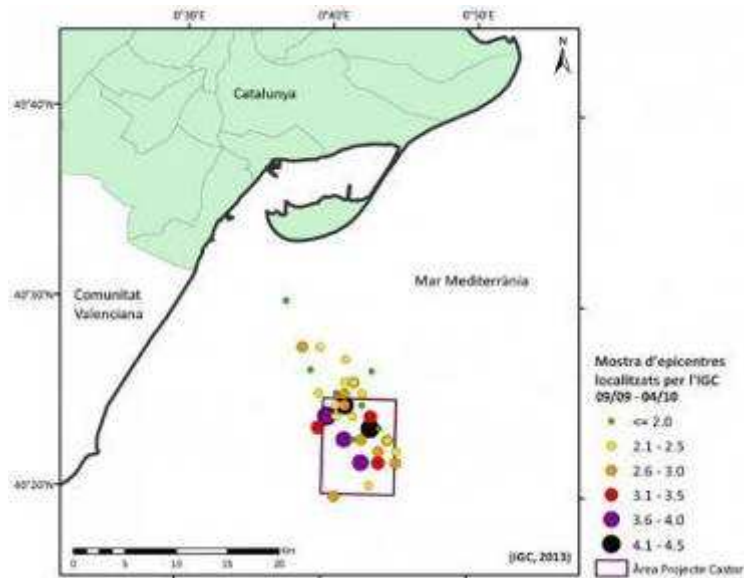 0°30'E 0°40'E 0°50'E
N
40°40'N
Catalunya
40°30'N
Mar Mediterrània
Comunitat
Valenciana
Mostra d'epicentres
localitzats per l'IGC
09/09 - 04/10
<= 2.0
2.1 - 2.5
2.6 - 3.0
3.1 - 3.5
3.6 - 4.0
4.1 - 4.5
Àrea Projecte Castor
40°20'N
0 5 10 15 20
(IGC, 2013)